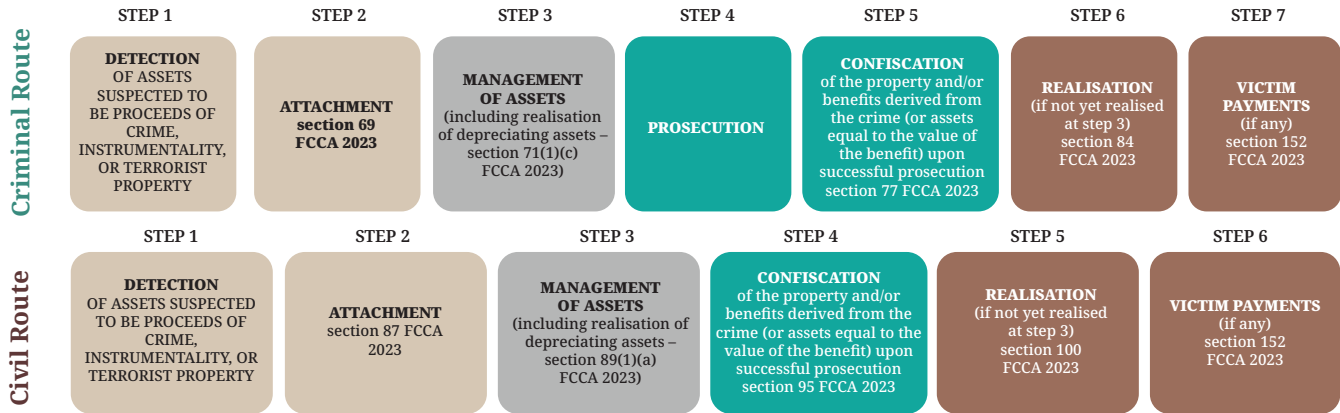 Criminal Route
STEP 1
DETECTION
OF ASSETS
SUSPECTED TO
BE PROCEEDS OF
CRIME,
INSTRUMENTALITY,
OR TERRORIST
PROPERTY
STEP 2
ATTACHMENT
section 69
FCCA 2023
STEP 3
MANAGEMENT
OF ASSETS
(including realisation
of depreciating assets –
section 71(1)(c)
FCCA 2023)
STEP 4
PROSECUTION
STEP 5
CONFISCATION
of the property and/or
benefits derived from
the crime (or assets
equal to the value of
the benefit) upon
successful prosecution
section 77 FCCA 2023
STEP 6
REALISATION
(if not yet realised
at step 3)
section 84
FCCA 2023
STEP 7
VICTIM
PAYMENTS
(if any)
section 152
FCCA 2023
Civil Route
STEP 1
DETECTION
OF ASSETS SUSPECTED
TO BE PROCEEDS OF
CRIME,
INSTRUMENTALITY, OR
TERRORIST PROPERTY
STEP 2
ATTACHMENT
section 87 FCCA
2023
STEP 3
MANAGEMENT
OF ASSETS
(including realisation of
depreciating assets –
section 89(1)(a)
FCCA 2023)
STEP 4
CONFISCATION
of the property and/or
benefits derived from the
crime (or assets equal to the
value of the benefit) upon
successful prosecution
section 95 FCCA 2023
STEP 5
REALISATION
(if not yet realised
at step 3)
section 100
FCCA 2023
STEP 6
VICTIM PAYMENTS
(if any)
section 152
FCCA 2023